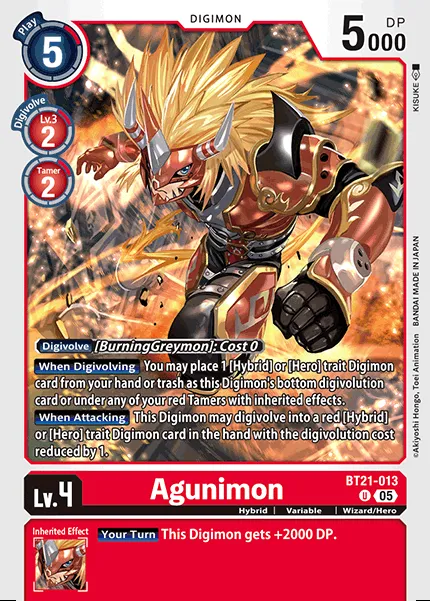 DIGIMON
Play
5
DP
5000
Digivolve
Lv.3
2
Tamer
2
KISUKE
©Akiyoshi Hongo, Toei Animation BANDAI MADE IN JAPAN
Digivolve [BurningGreymon]: Cost 0
When Digivolving You may place 1 [Hybrid] or [Hero] trait Digimon
card from your hand or trash as this Digimon's bottom digivolution
card or under any of your red Tamers with inherited effects.
When Attacking This Digimon may digivolve into a red [Hybrid]
or [Hero] trait Digimon card in the hand with the digivolution cost
reduced by 1.
Lv.4
Agunimon
BT21-013
U 05
Hybrid | Variable | Wizard/Hero
Inherited Effect
Your Turn This Digimon gets +2000 DP.